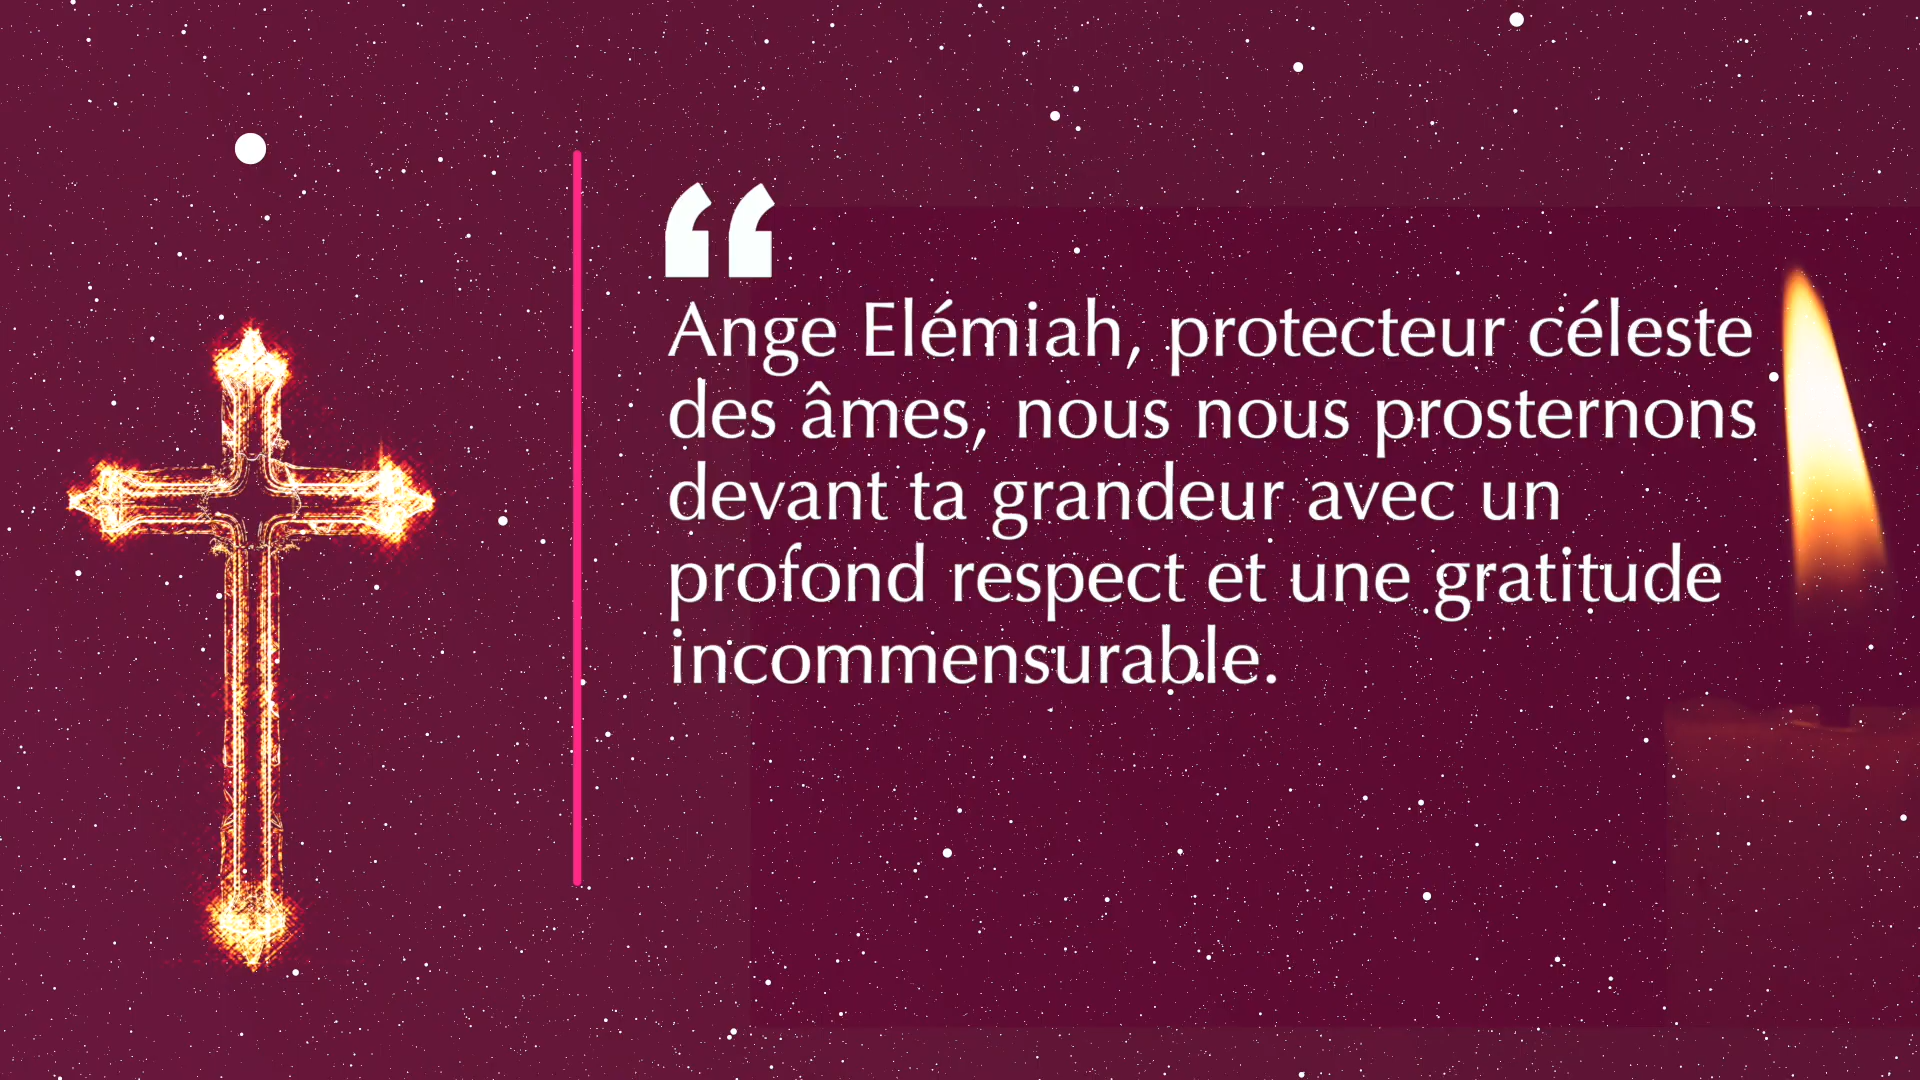 “
Ange Elémiah, protecteur céleste
des âmes, nous nous prosternons
devant ta grandeur avec un
profond respect et une gratitude
incommensurable.